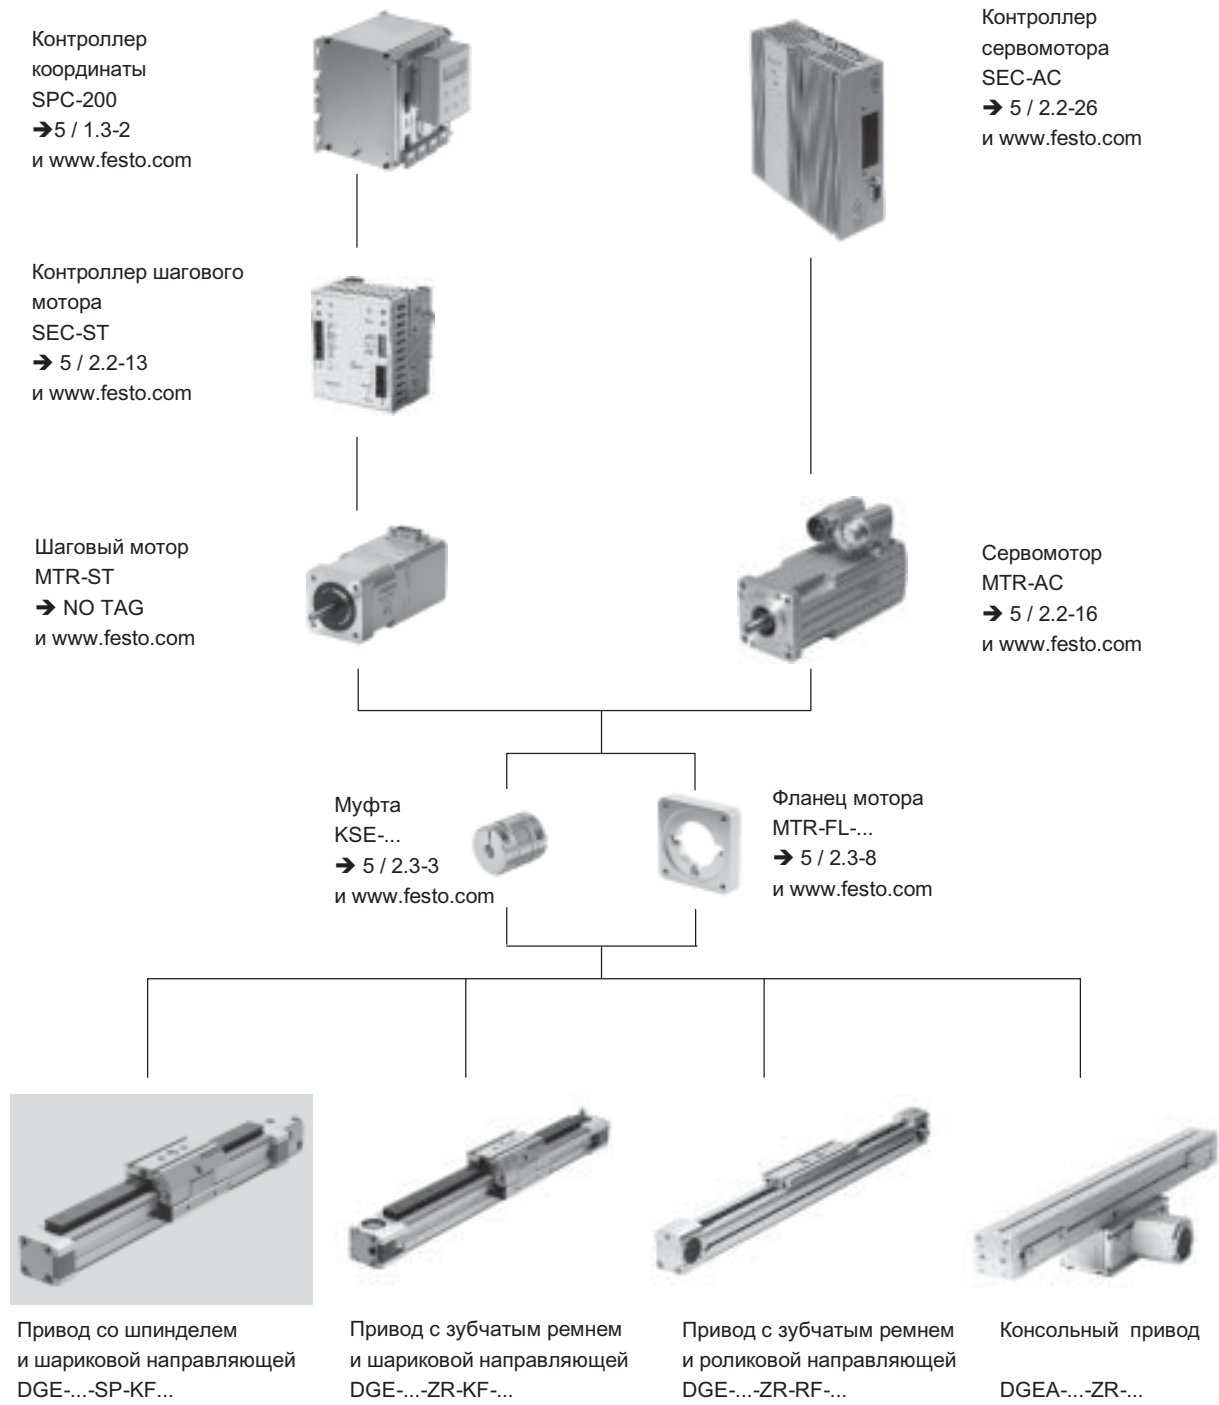 Контроллер
координаты
SPC-200
➔5 / 1.3-2
и www.festo.com
Контроллер
сервомотора
SEC-AC
➔ 5 / 2.2-26
и www.festo.com
Контроллер шагового
мотора
SEC-ST
➔ 5 / 2.2-13
и www.festo.com
Шаговый мотор
MTR-ST
➔ NO TAG
и www.festo.com
Сервомотор
MTR-AC
➔ 5 / 2.2-16
и www.festo.com
Муфта
KSE-...
➔ 5 / 2.3-3
и www.festo.com
Фланец мотора
MTR-FL-...
➔ 5 / 2.3-8
и www.festo.com
Привод со шпинделем
и шариковой направляющей
DGE-...-SP-KF...
Привод с зубчатым ремнем
и шариковой направляющей
DGE-...-ZR-KF-...
Привод с зубчатым ремнем
и роликовой направляющей
DGE-...-ZR-RF-...
Консольный привод
DGEA-...-ZR-...